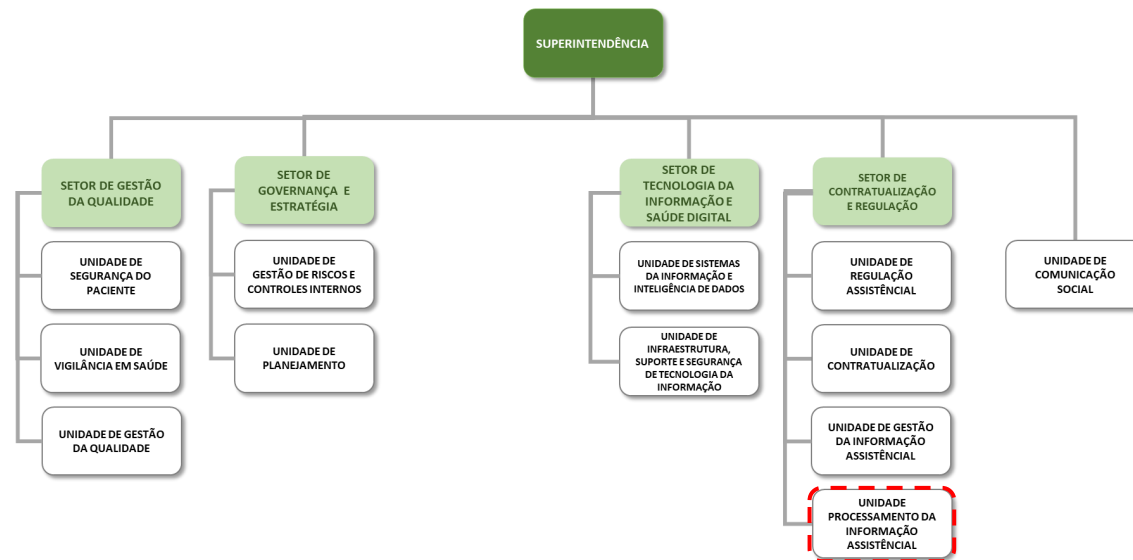 SUPERINTENDÊNCIA
SETOR DE GESTÃO
DA QUALIDADE
UNIDADE DE
SEGURANÇA DO
PACIENTE
UNIDADE DE
VIGILÂNCIA EM SAÚDE
UNIDADE DE GESTÃO
DA QUALIDADE
SETOR DE
GOVERNANÇA E
ESTRATÉGIA
UNIDADE DE
GESTÃO DE RISCOS E
CONTROLES INTERNOS
UNIDADE DE
PLANEJAMENTO
SETOR DE
TECNOLOGIA DA
INFORMAÇÃO E
SAÚDE DIGITAL
UNIDADE DE SISTEMAS
DA INFORMAÇÃO E
INTELIGÊNCIA DE DADOS
UNIDADE DE
INFRAESTRUTURA,
SUPORTE E SEGURANÇA
DE TECNOLOGIA DA
INFORMAÇÃO
SETOR DE
CONTRATUALIZAÇÃO
E REGULAÇÃO
UNIDADE DE
REGULAÇÃO
ASSISTÊNCIAL
UNIDADE DE
CONTRATUALIZAÇÃO
UNIDADE DE GESTÃO
DA INFORMAÇÃO
ASSISTÊNCIAL
UNIDADE
PROCESSAMENTO DA
INFORMAÇÃO
ASSISTÊNCIAL
UNIDADE DE
COMUNICAÇÃO
SOCIAL